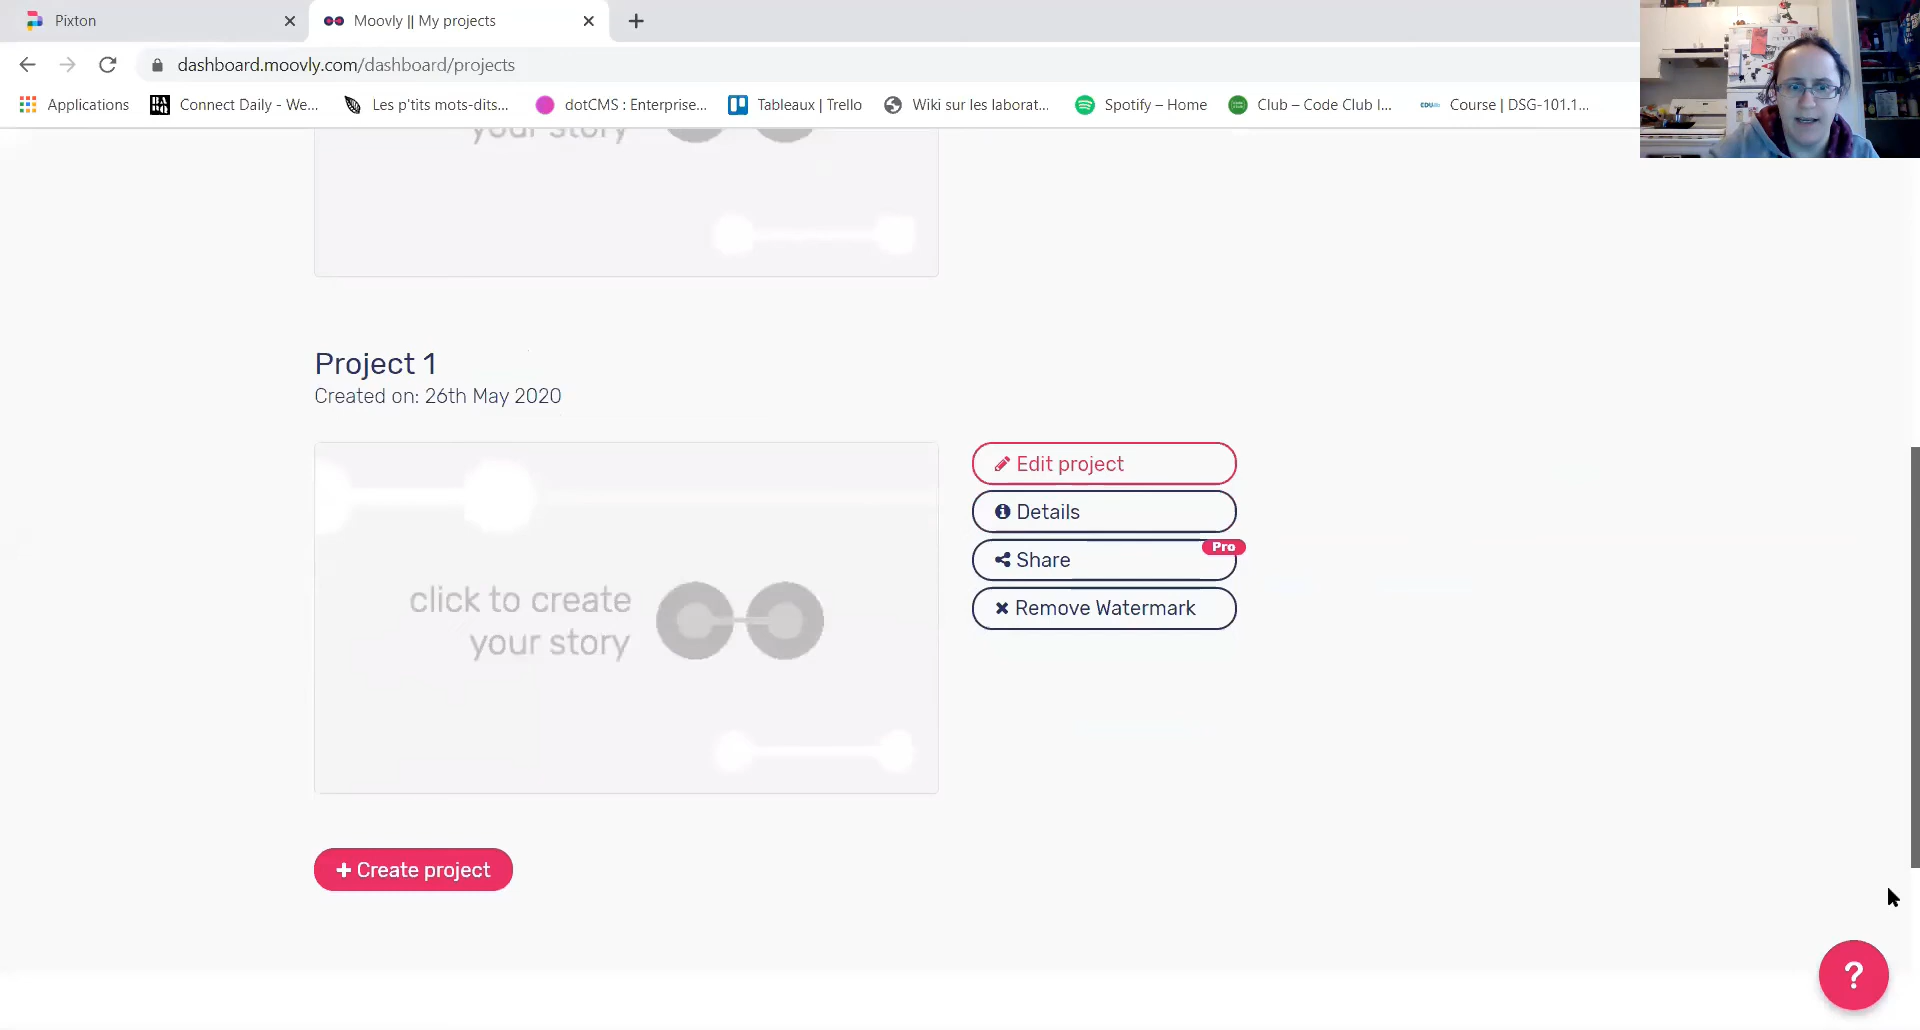 Pixton
Moovly || My projects
dashboard.moovly.com/dashboard/projects
Applications
Connect Daily - We...
Les p'tits mots-dits...
dotCMS : Enterprise...
Tableaux | Trello
Wiki sur les laborat...
Spotify – Home
Club – Code Club I...
Course | DSG-101.1...
your story
Project 1
Created on: 26th May 2020
click to create
your story
Edit project
Details
Share
Pro
Remove Watermark
+ Create project
?